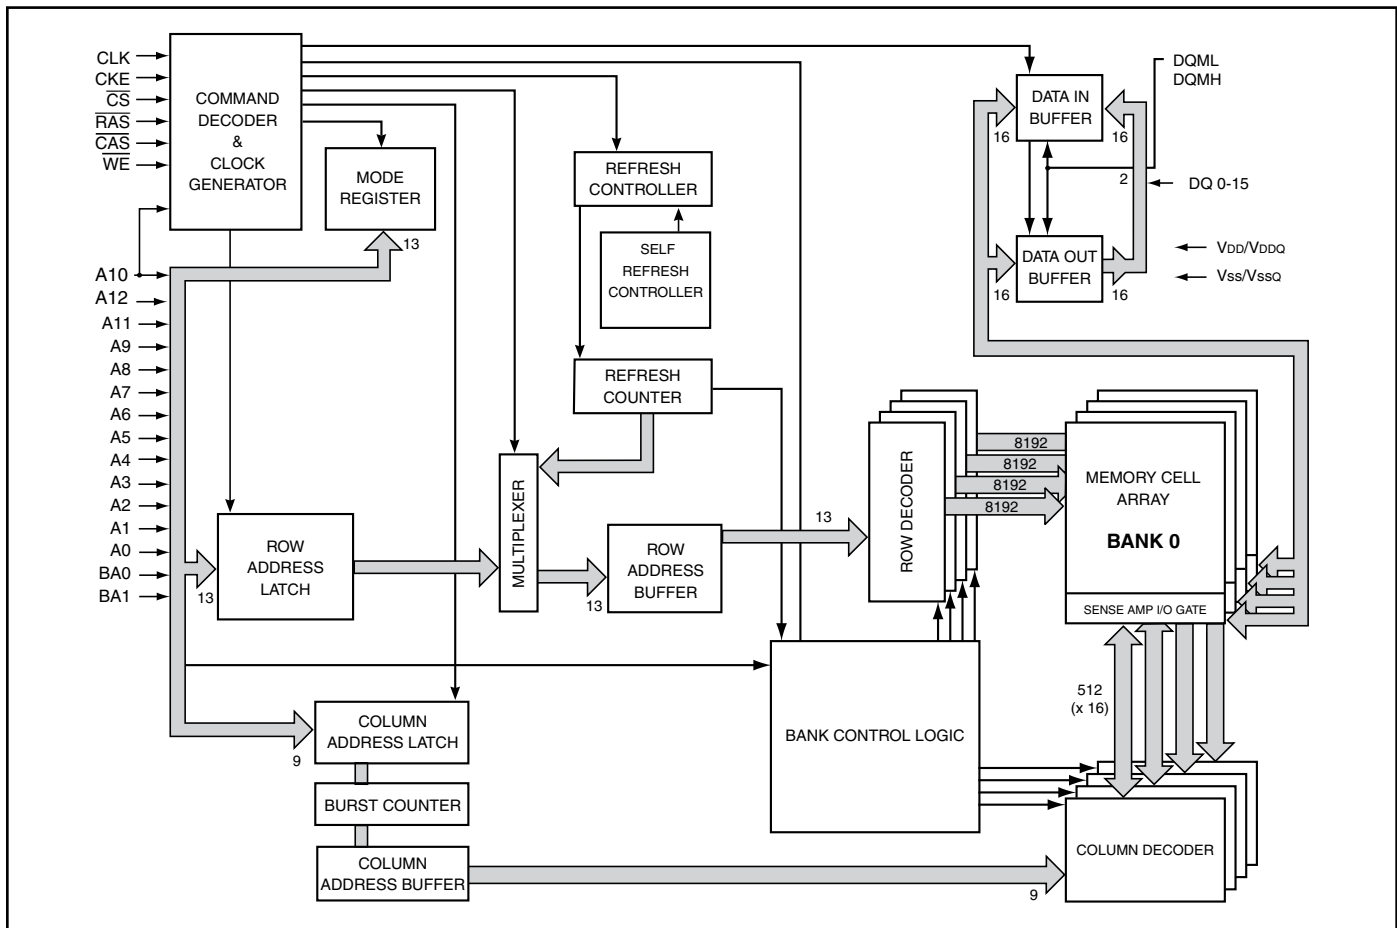 CLK
CKE
CS
RAS
CAS
WE
A10
A12
A11
A9
A8
A7
A6
A5
A4
A3
A2
A1
A0
BA0
BA1
COMMAND
DECODER
&
CLOCK
GENERATOR
MODE
REGISTER
13
REFRESH
CONTROLLER
SELF
REFRESH
CONTROLLER
REFRESH
COUNTER
DATA IN
BUFFER
16
16
DQML
DQMH
2
DQ 0-15
DATA OUT
BUFFER
16
16
VDD/VDDQ
Vss/VssQ
13
ROW
ADDRESS
LATCH
MULTIPLEXER
13
ROW
ADDRESS
BUFFER
13
ROW DECODER
8192
8192
8192
8192
MEMORY CELL
ARRAY
BANK 0
SENSE AMP I/O GATE
512
(x 16)
BANK CONTROL LOGIC
9
COLUMN
ADDRESS LATCH
BURST COUNTER
COLUMN
ADDRESS BUFFER
9
COLUMN DECODER